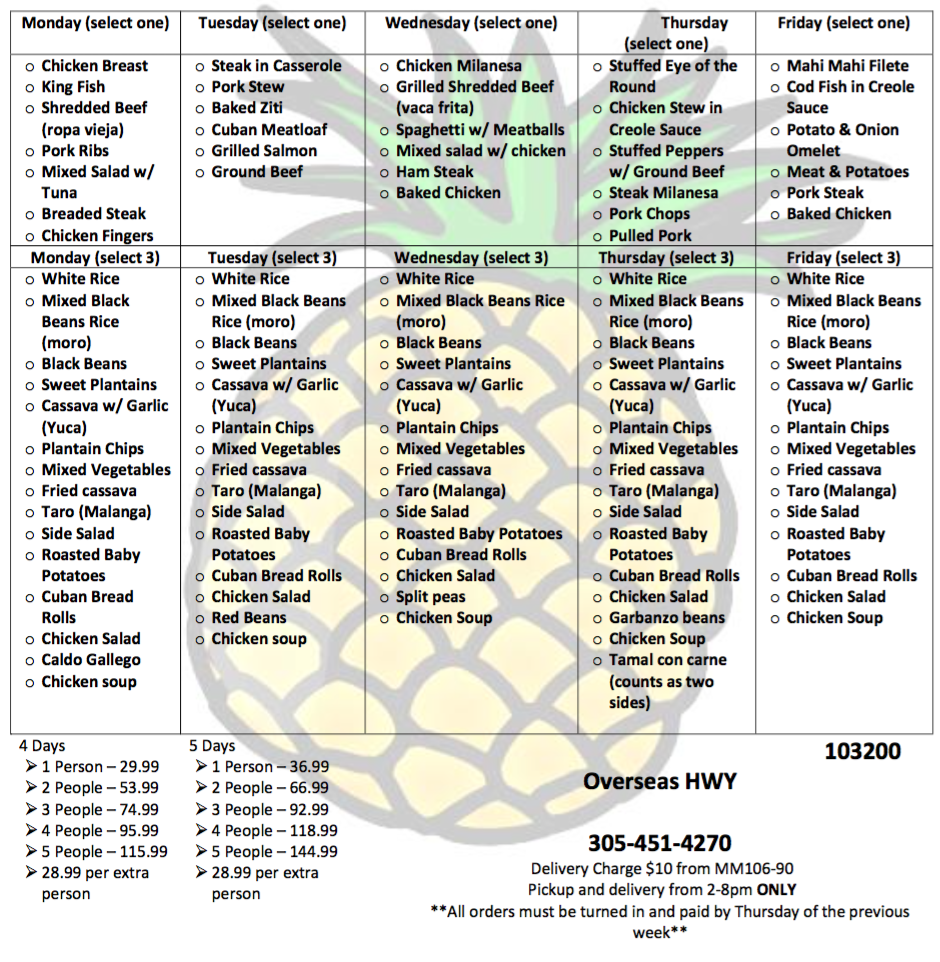 Monday (select one)
Tuesday (select one)
Wednesday (select one)
Thursday
(select one)
Friday (select one)
○ Chicken Breast
○ King Fish
○ Shredded Beef
(ropa vieja)
○ Pork Ribs
○ Mixed Salad w/
Tuna
○ Breaded Steak
○ Chicken Fingers
○ Steak in Casserole
○ Pork Stew
○ Baked Ziti
○ Cuban Meatloaf
○ Grilled Salmon
○ Ground Beef
○ Chicken Milanesa
○ Grilled Shredded Beef
(vaca frita)
○ Spaghetti w/ Meatballs
○ Mixed salad w/ chicken
○ Ham Steak
○ Baked Chicken
○ Stuffed Eye of the
Round
○ Chicken Stew in
Creole Sauce
○ Stuffed Peppers
w/ Ground Beef
○ Steak Milanesa
○ Pork Chops
○ Pulled Pork
○ Mahi Mahi Filete
○ Cod Fish in Creole
Sauce
○ Potato & Onion
Omelet
○ Meat & Potatoes
○ Pork Steak
○ Baked Chicken
Monday (select 3)
Tuesday (select 3)
Wednesday (select 3)
Thursday (select 3)
Friday (select 3)
○ White Rice
○ Mixed Black
Beans Rice
(moro)
○ Black Beans
○ Sweet Plantains
○ Cassava w/ Garlic
(Yuca)
○ Plantain Chips
○ Mixed Vegetables
○ Fried cassava
○ Taro (Malanga)
○ Side Salad
○ Roasted Baby
Potatoes
○ Cuban Bread
Rolls
○ Chicken Salad
○ Caldo Gallego
○ Chicken soup
○ White Rice
○ Mixed Black Beans
Rice (moro)
○ Black Beans
○ Sweet Plantains
○ Cassava w/ Garlic
(Yuca)
○ Plantain Chips
○ Mixed Vegetables
○ Fried cassava
○ Taro (Malanga)
○ Side Salad
○ Roasted Baby
Potatoes
○ Cuban Bread Rolls
○ Chicken Salad
○ Red Beans
○ Chicken soup
○ White Rice
○ Mixed Black Beans Rice
(moro)
○ Black Beans
○ Sweet Plantains
○ Cassava w/ Garlic
(Yuca)
○ Plantain Chips
○ Mixed Vegetables
○ Fried cassava
○ Taro (Malanga)
○ Side Salad
○ Roasted Baby Potatoes
○ Cuban Bread Rolls
○ Chicken Salad
○ Split peas
○ Chicken Soup
○ White Rice
○ Mixed Black Beans
Rice (moro)
○ Black Beans
○ Sweet Plantains
○ Cassava w/ Garlic
(Yuca)
○ Plantain Chips
○ Mixed Vegetables
○ Fried cassava
○ Taro (Malanga)
○ Side Salad
○ Roasted Baby
Potatoes
○ Cuban Bread Rolls
○ Chicken Salad
○ Garbanzo beans
○ Chicken Soup
○ Tamal con carne
(counts as two
sides)
○ White Rice
○ Mixed Black Beans
Rice (moro)
○ Black Beans
○ Sweet Plantains
○ Cassava w/ Garlic
(Yuca)
○ Plantain Chips
○ Mixed Vegetables
○ Fried cassava
○ Taro (Malanga)
○ Side Salad
○ Roasted Baby
Potatoes
○ Cuban Bread Rolls
○ Chicken Salad
○ Chicken Soup
4 Days
➢ 1 Person – 29.99
➢ 2 People – 53.99
➢ 3 People – 74.99
➢ 4 People – 95.99
➢ 5 People – 115.99
➢ 28.99 per extra
person
5 Days
➢ 1 Person – 36.99
➢ 2 People – 66.99
➢ 3 People – 92.99
➢ 4 People – 118.99
➢ 5 People – 144.99
➢ 28.99 per extra
person
103200
Overseas HWY
305-451-4270
Delivery Charge $10 from MM106-90
Pickup and delivery from 2-8pm ONLY
**All orders must be turned in and paid by Thursday of the previous
week**